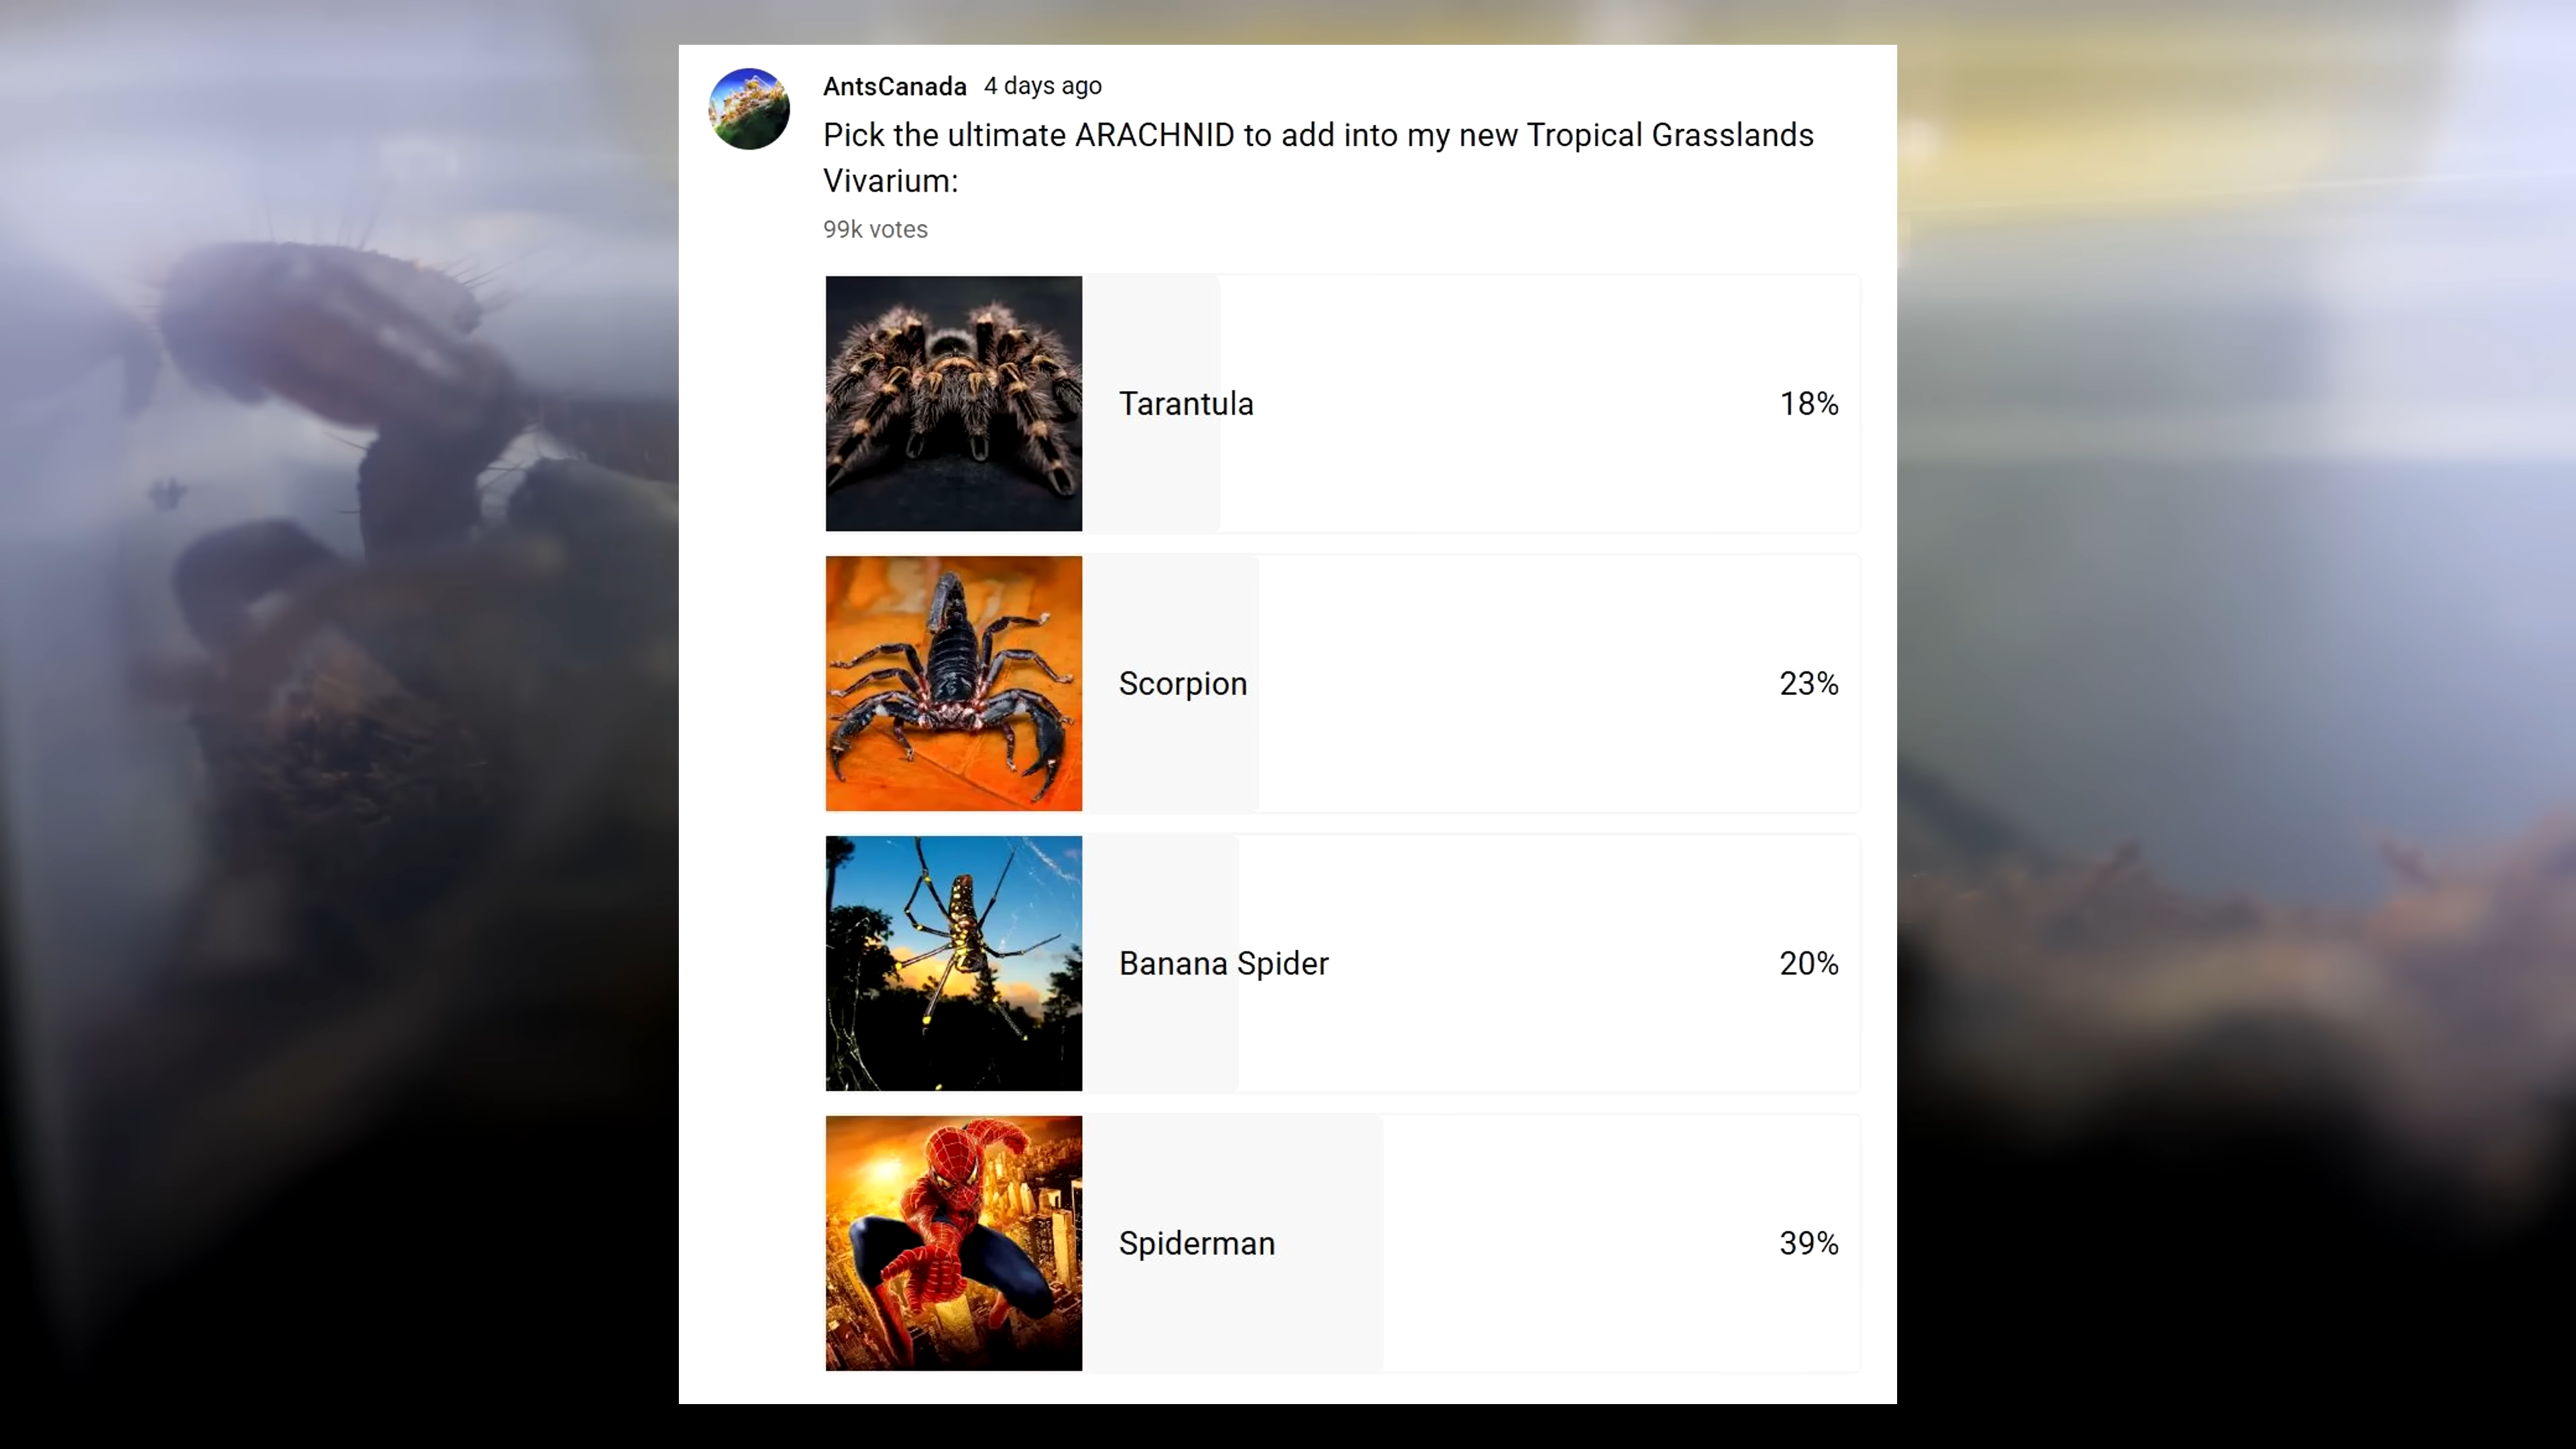 AntsCanada 4 days ago
Pick the ultimate ARACHNID to add into my new Tropical Grasslands
Vivarium:
99k votes
Tarantula 18%
Scorpion 23%
Banana Spider 20%
Spiderman 39%